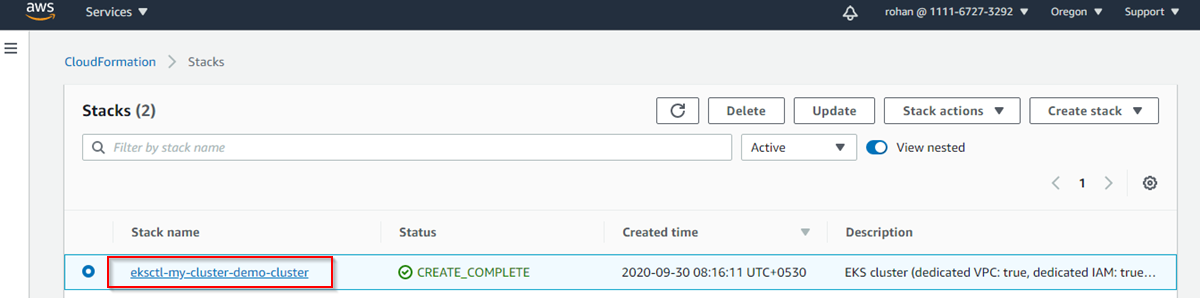 aws Services rohan @ 1111-6727-3292 Oregon Support
CloudFormation Stacks
Stacks (2) Delete Update Stack actions Create stack
Filter by stack name Active View nested
1
Stack name Status Created time Description
eksctl-my-cluster-demo-cluster CREATE_COMPLETE 2020-09-30 08:16:11 UTC+0530 EKS cluster (dedicated VPC: true, dedicated IAM: true...